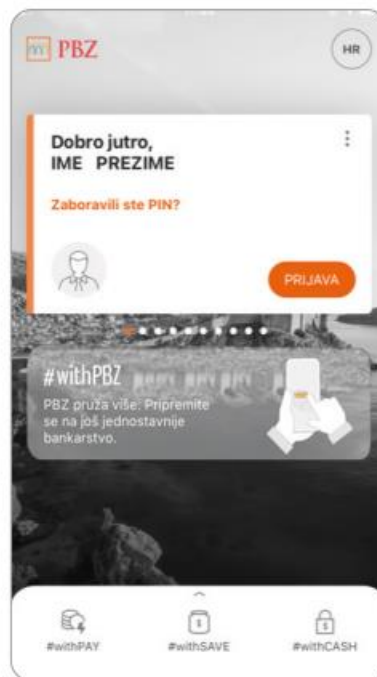 PBZ
HR
Dobro jutro,
IME PREZIME
Zaboravili ste PIN?
PRIJAVA
#withPBZ
PBZ pruža više: Pripremite
se na još jednostavnije
bankarstvo.
#withPAY
#withSAVE
#withCASH